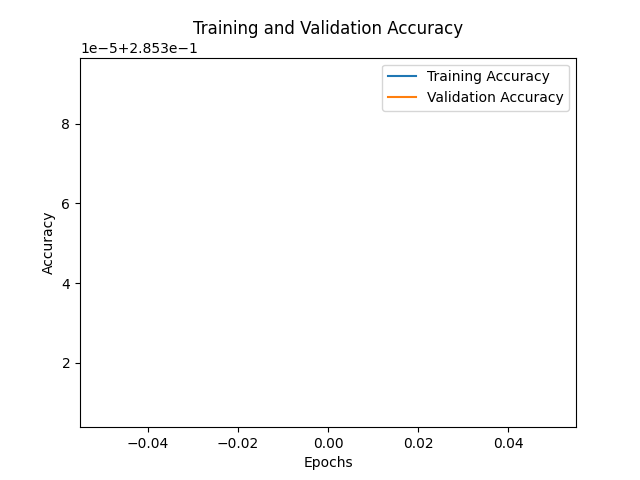 Training and Validation Accuracy
1e−5+2.853e−1
Training Accuracy
Validation Accuracy
8
6
4
2
Accuracy
−0.04 −0.02 0.00 0.02 0.04
Epochs